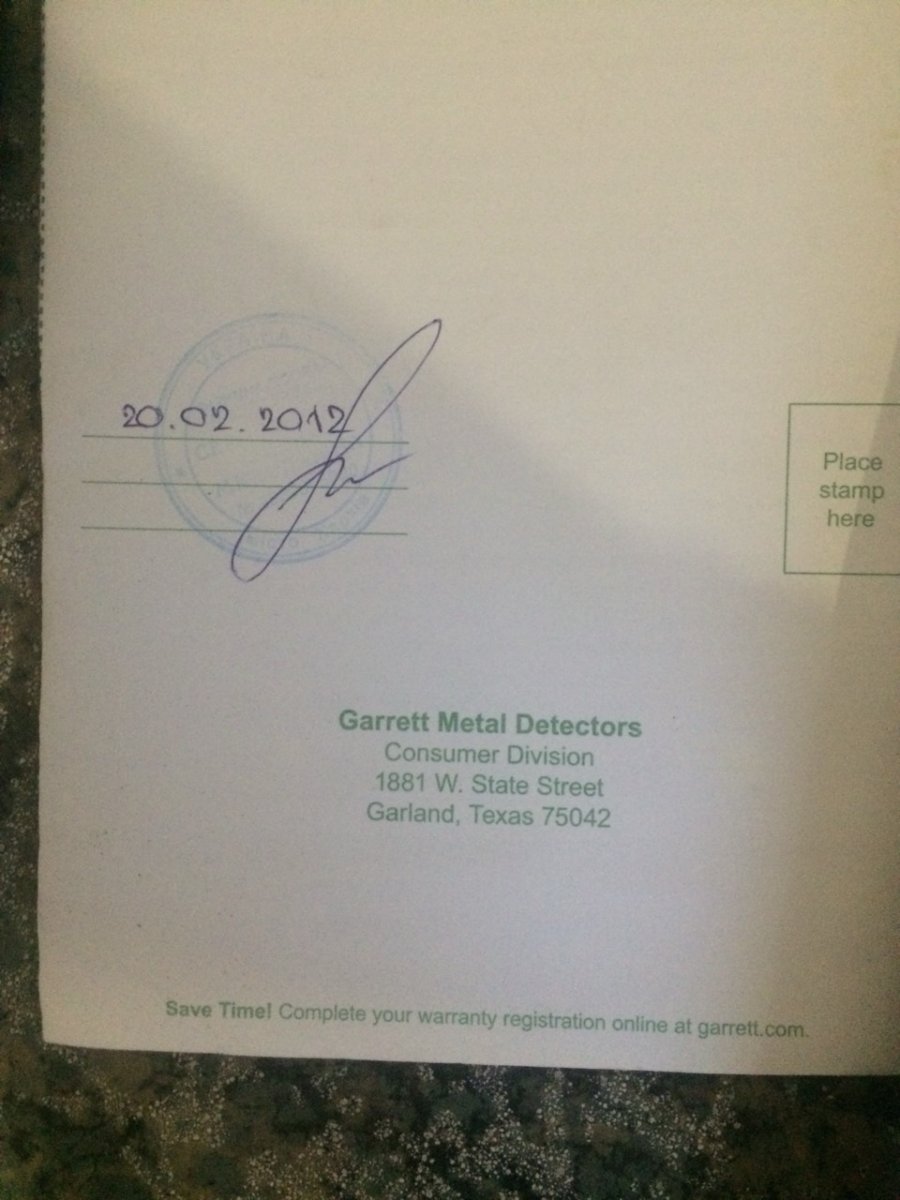 20.02.2012
Place
stamp
here
Garrett Metal Detectors
Consumer Division
1881 W. State Street
Garland, Texas 75042
Save Time! Complete your warranty registration online at garrett.com.